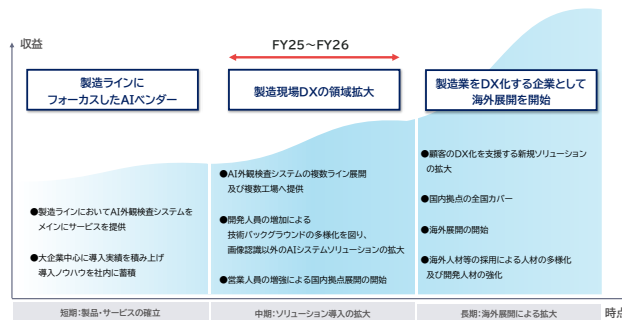 収益
FY25～FY26
製造ラインに
フォーカスしたAIベンダー
製造現場DXの領域拡大
製造業をDX化する企業として
海外展開を開始
●製造ラインにおいてAI外観検査システムを
メインにサービスを提供
●大企業中心に導入実績を積み上げ
導入ノウハウを社内に蓄積
●AI外観検査システムの複数ライン展開
及び複数工場へ提供
●開発人員の増加による
技術バックグラウンドの多様化を図り、
画像認識以外のAIシステムソリューションの拡大
●営業人員の増強による国内拠点展開の開始
●顧客のDX化を支援する新規ソリューション
の拡大
●国内拠点の全国カバー
●海外展開の開始
●海外人材等の採用による人材の多様化
及び開発人材の強化
短期：製品・サービスの確立
中期：ソリューション導入の拡大
長期：海外展開による拡大
時点